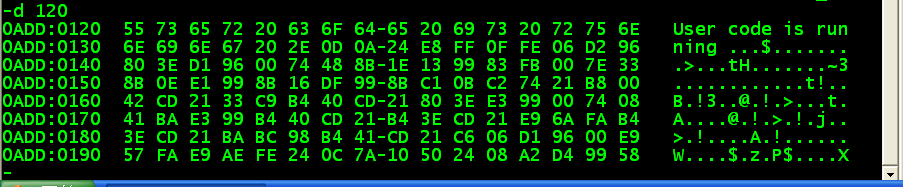 -d 120
0ADD:0120  55 73 65 72 20 63 6F 64-65 20 69 73 20 72 75 6E   User code is run
0ADD:0130  6E 69 6E 67 20 2E 0D 0A-24 E8 FF 0F FE 06 D2 96   ning ...$.......
0ADD:0140  80 3E D1 96 00 74 48 8B-1E 13 99 83 FB 00 7E 33   .>...tH.......~3
0ADD:0150  8B 0E E1 99 8B 16 DF 99-8B C1 0B C2 74 21 B8 00   ............t!..
0ADD:0160  42 CD 21 33 C9 B4 40 CD-21 80 3E E3 99 00 74 08   B.!3..@.!.>...t.
0ADD:0170  41 BA E3 99 B4 40 CD 21-B4 3E CD 21 E9 6A FA B4   A....@.!.>.!.j..
0ADD:0180  3E CD 21 BA BC 98 B4 41-CD 21 C6 06 D1 96 00 E9   >.!....A.!......
0ADD:0190  57 FA E9 AE FE 24 0C 7A-10 50 24 08 A2 D4 99 58   W....$.z.P$....X
-